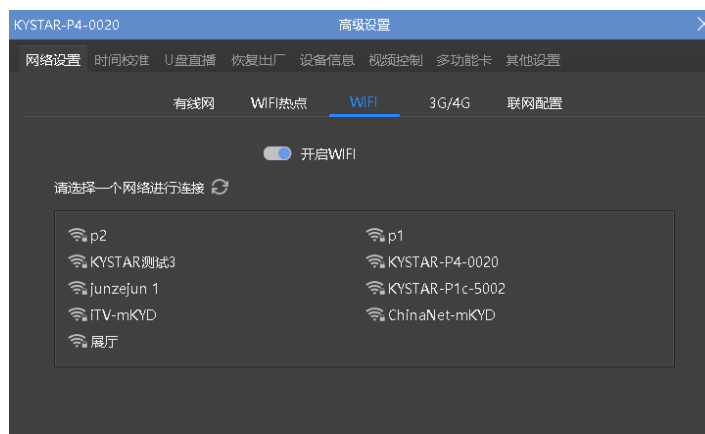 KYSTAR-P4-0020 高级设置
网络设置 时间校准 U盘直播 恢复出厂 设备信息 视频控制 多功能卡 其他设置
有线网 WIFI热点 WIFI 3G/4G 联网配置
开启WIFI
请选择一个网络进行连接
p2 p1
KYSTAR测试3 KYSTAR-P4-0020
junzejun 1 KYSTAR-P1c-5002
iTV-mKYD ChinaNet-mKYD
展厅